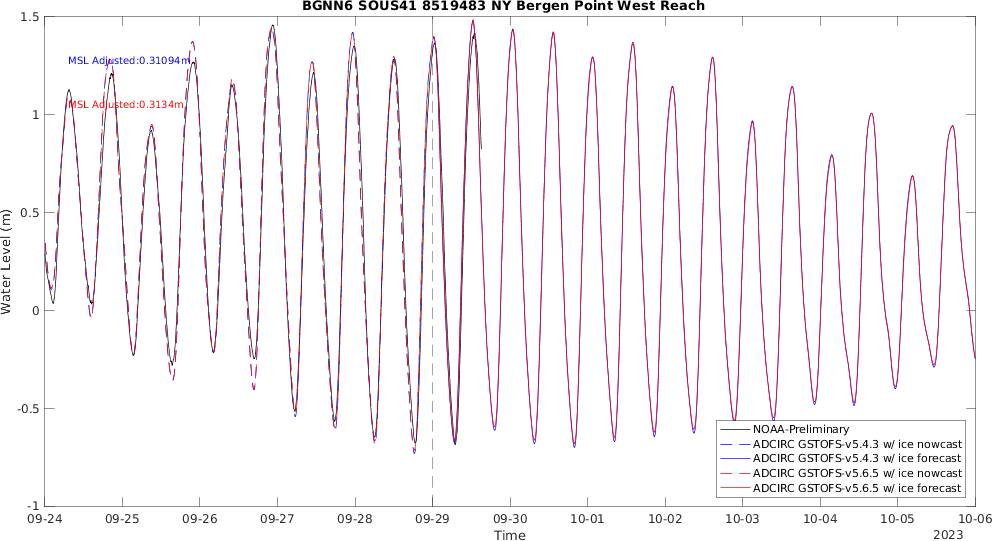 BGNN6 SOUS41 8519483 NY Bergen Point West Reach
1.5
MSL Adjusted:0.31094m
MSL Adjusted:0.3134m
1
0.5
0
-0.5
-1
Water Level (m)
NOAA-Preliminary
ADCIRC GSTOFS-v5.4.3 w/ ice nowcast
ADCIRC GSTOFS-v5.4.3 w/ ice forecast
ADCIRC GSTOFS-v5.6.5 w/ ice nowcast
ADCIRC GSTOFS-v5.6.5 w/ ice forecast
09-24 09-25 09-26 09-27 09-28 09-29 09-30 10-01 10-02 10-03 10-04 10-05 10-06
Time
2023